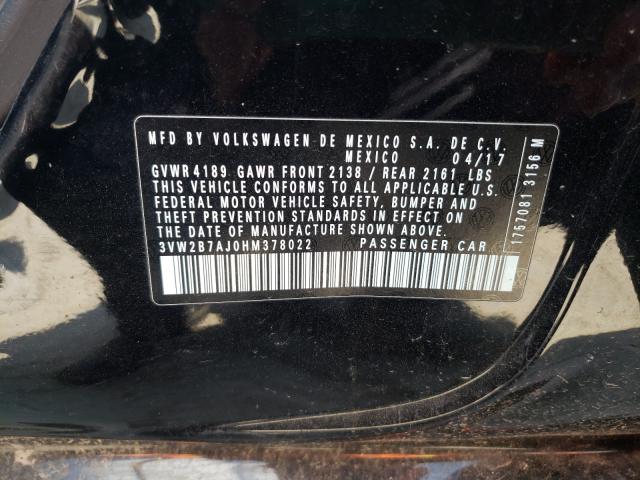 MFD BY VOLKSWAGEN DE MEXICO S.A. DE C.V.
MEXICO 04/17
GVWR4189 GAWR FRONT 2138 / REAR 2161 LBS
THIS VEHICLE CONFORMS TO ALL APPLICABLE U.S.
FEDERAL MOTOR VEHICLE SAFETY, BUMPER AND
THEFT PREVENTION STANDARDS IN EFFECT ON
THE DATE OF MANUFACTURE SHOWN ABOVE.
3VW2B7AJ0HM378022 PASSENGER CAR
1757081 3156 M